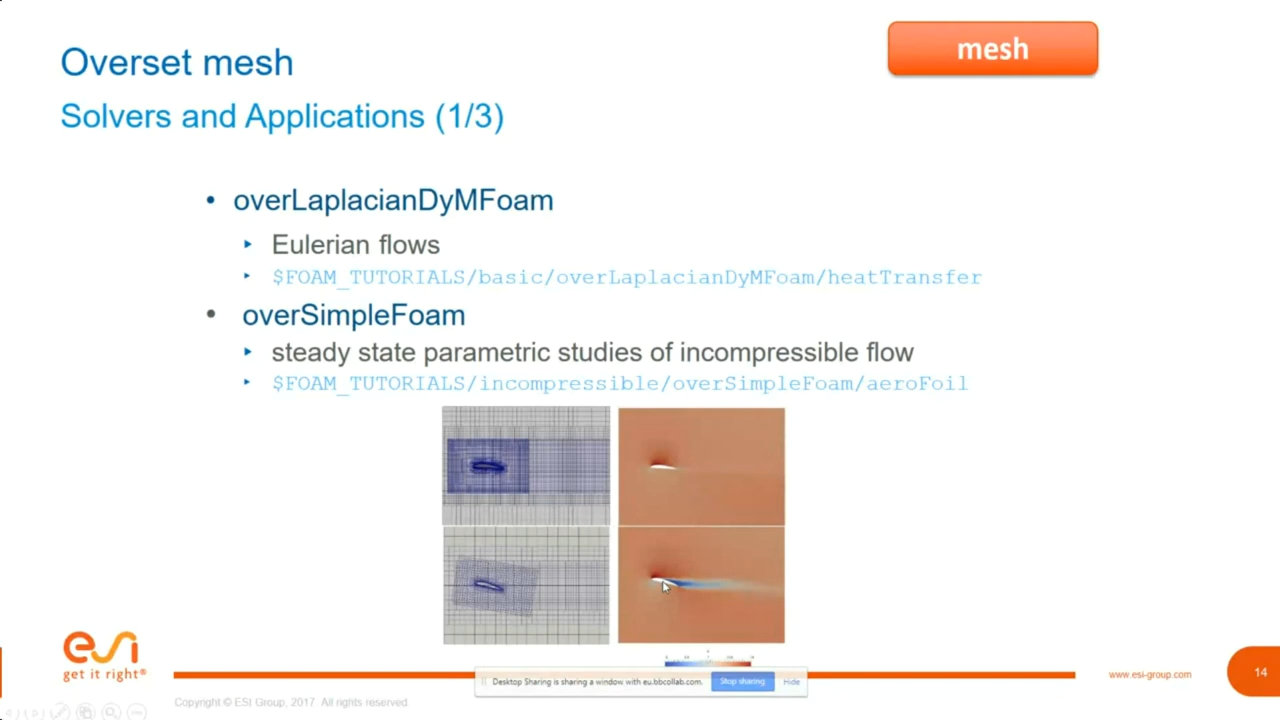 mesh
Overset mesh
Solvers and Applications (1/3)
• overLaplacianDyMFoam
‣ Eulerian flows
‣ $FOAM_TUTORIALS/basic/overLaplacianDyMFoam/heatTransfer
• overSimpleFoam
‣ steady state parametric studies of incompressible flow
‣ $FOAM_TUTORIALS/incompressible/overSimpleFoam/aeroFoil
esi
get it right®
Desktop Sharing is sharing a window with eu.bbcollab.com.
Stop sharing
Hide
www.esi-group.com
14
Copyright © ESI Group, 2017. All rights reserved.